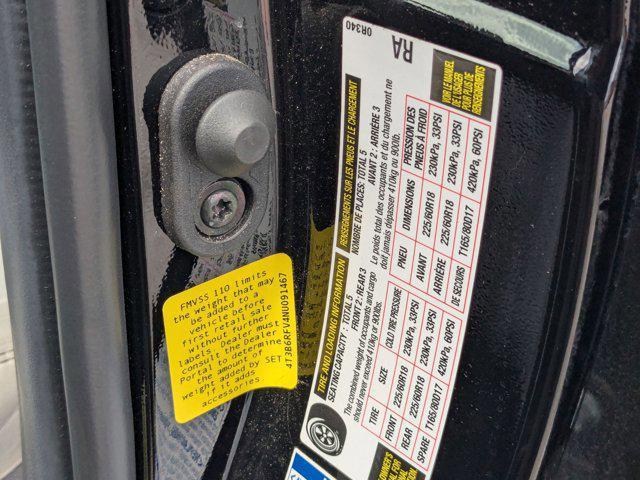 FMVSS 110 limits
the weight that may
be added to a
vehicle before
first retail sale
without further
labels. Dealer must
consult the Dealer
Portal to determine
the amount of
weight added by SET
if it adds
accessories
4T3B6RFV4NU091467
TIRE AND LOADING INFORMATION
SEATING CAPACITY : TOTAL 5
FRONT 2: REAR 3
The combined weight of occupants and cargo
should never exceed 410kg or 900lbs.
TIRE SIZE COLD TIRE PRESSURE
FRONT 225/60R18 230kPa, 33PSI
REAR 225/60R18 230kPa, 33PSI
SPARE T165/80D17 420kPa, 60PSI
RENSEIGNEMENTS SUR LES PNEUS ET LE CHARGEMENT
NOMBRE DE PLACES: TOTAL 5
AVANT 2 : ARRIÈRE 3
Le poids total des occupants et du chargement ne
doit jamais dépasser 410kg ou 900lb.
PNEU DIMENSIONS PRESSION DES
PNEUS À FROID
AVANT 225/60R18 230kPa, 33PSI
ARRIÈRE 225/60R18 230kPa, 33PSI
DE SECOURS T165/80D17 420kPa, 60PSI
VOIR LE MANUEL
DE L'USAGER
POUR PLUS DE
RENSEIGNEMENTS
RA
0R340
OWNER'S
FOR